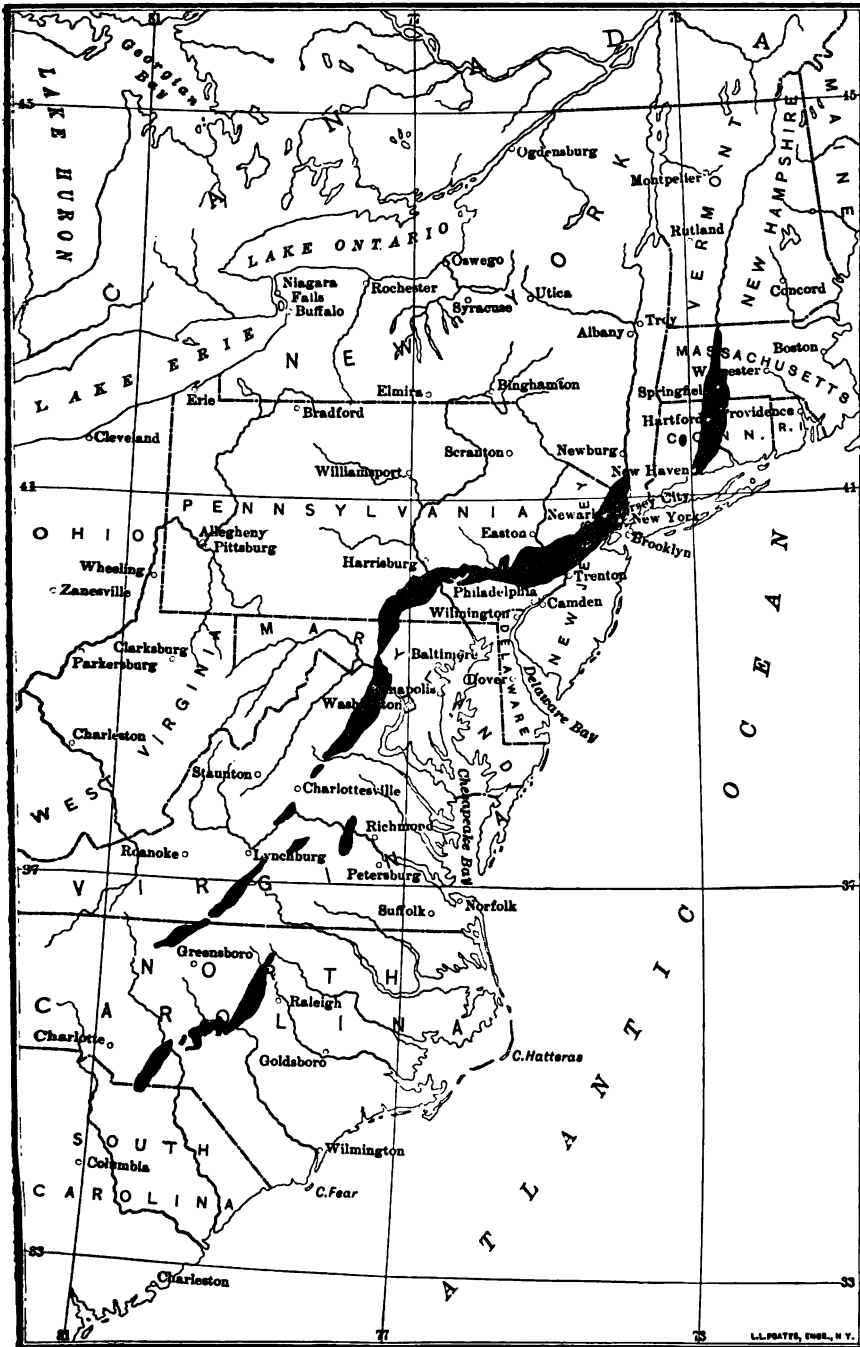 81
77
73
A
D
A
N
A
C
Georgian
Bay
LAKE HURON
45
45
MAINE
NEW HAMPSHIRE
VERMONT
Ogdensburg
Montpelier
Rutland
LAKE ONTARIO
Oswego
Niagara
Falls
Buffalo
Rochester
Syracuse
Utica
Concord
Troy
Albany
NEW YORK
LAKE ERIE
MASSACHUSETTS
Boston
Springfield
Erie
Elmira
Binghamton
Bradford
Hartford
Providence
CONN.
R.I.
Cleveland
Scranton
Newburg
Williamsport
New Haven
41
41
PENNSYLVANIA
Newark
Jersey City
New York
Brooklyn
OHIO
Allegheny
Pittsburg
Easton
Harrisburg
Wheeling
Trenton
Zanesville
Philadelphia
Wilmington
Camden
NEW JERSEY
MARYLAND
DELAWARE
Clarksburg
Parkersburg
Baltimore
Dover
Delaware Bay
Washington
Charleston
WEST VIRGINIA
Staunton
Charlottesville
Chesapeake Bay
Richmond
Roanoke
Lynchburg
Petersburg
37
37
VIRGIN
Suffolk
Norfolk
Greensboro
NORTH
CAROLINA
Raleigh
Charlotte
Goldsboro
C. Hatteras
SOUTH
CAROLINA
Columbia
Wilmington
C. Fear
ATLANTIC OCEAN
33
33
Charleston
81
77
73
L.L.POATES, ENGR., N.Y.